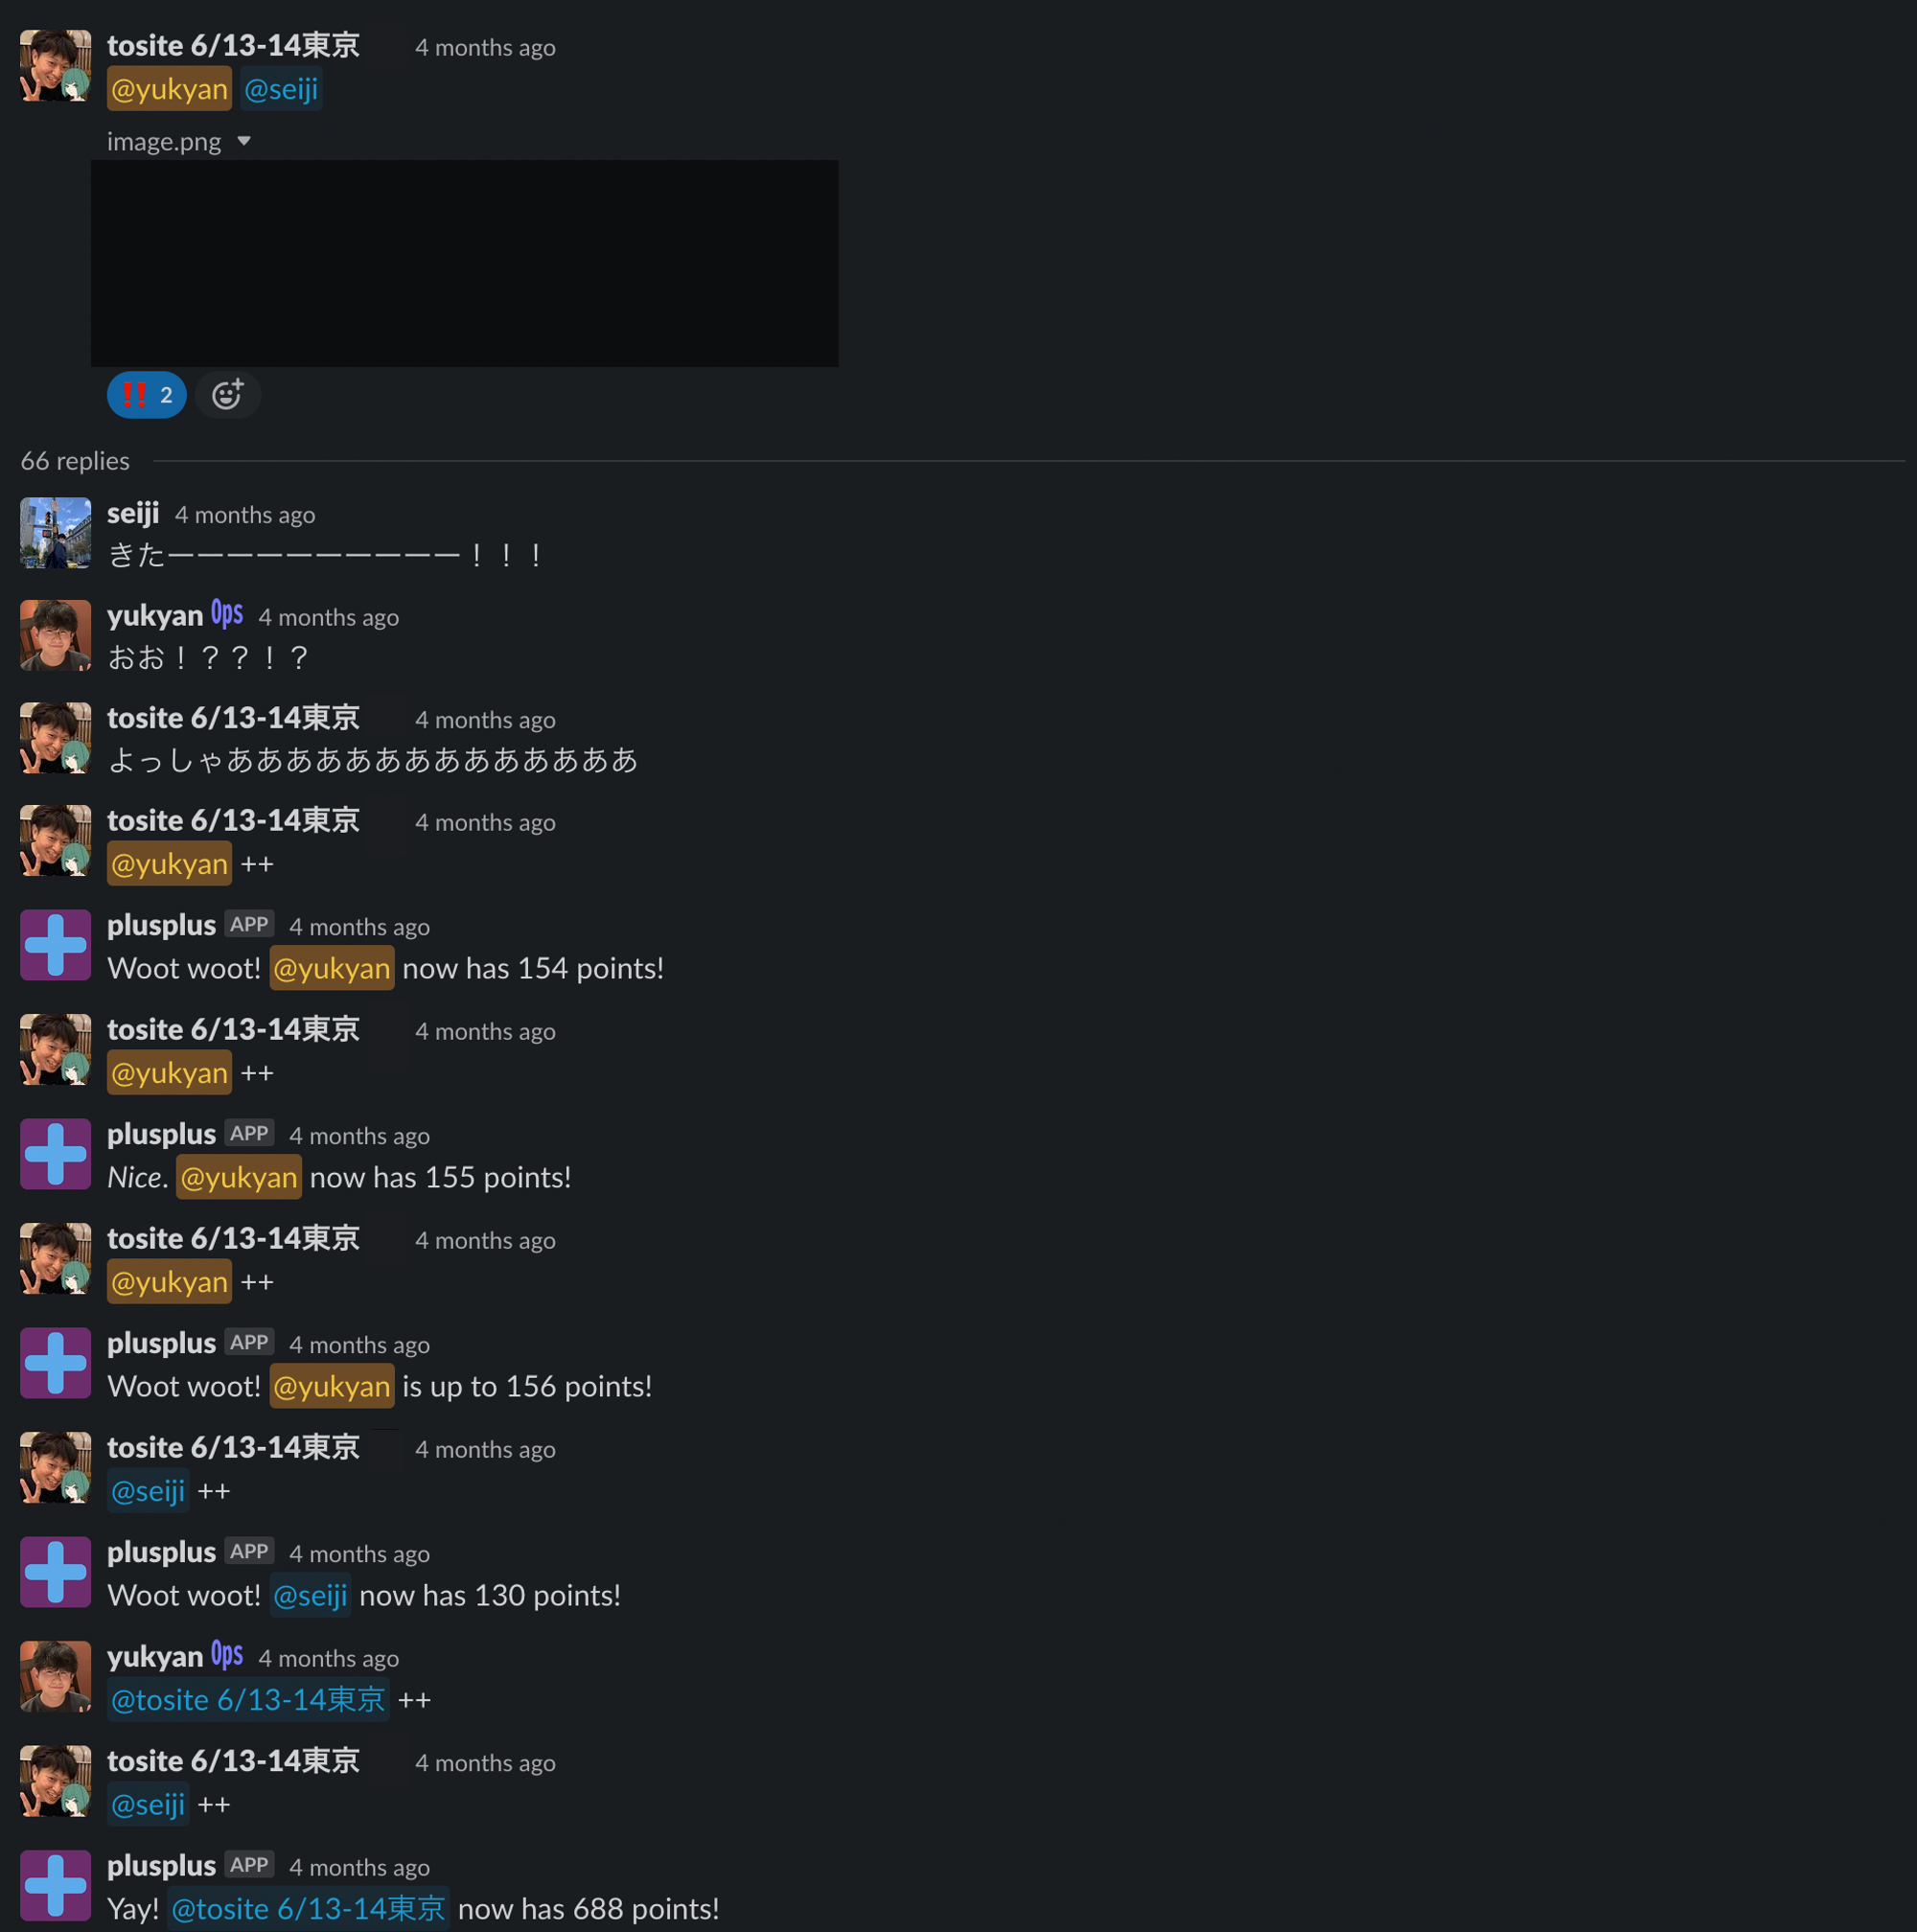 tosite 6/13-14東京 4 months ago
@yukyan @seiji
image.png
‼ 2
66 replies
seiji 4 months ago
きたーーーーーーーーーー！！！
yukyan Ops 4 months ago
おお！？？！？
tosite 6/13-14東京 4 months ago
よっしゃああああああああああああああ
tosite 6/13-14東京 4 months ago
@yukyan ++
plusplus APP 4 months ago
Woot woot! @yukyan now has 154 points!
tosite 6/13-14東京 4 months ago
@yukyan ++
plusplus APP 4 months ago
Nice. @yukyan now has 155 points!
tosite 6/13-14東京 4 months ago
@yukyan ++
plusplus APP 4 months ago
Woot woot! @yukyan is up to 156 points!
tosite 6/13-14東京 4 months ago
@seiji ++
plusplus APP 4 months ago
Woot woot! @seiji now has 130 points!
yukyan Ops 4 months ago
@tosite 6/13-14東京 ++
tosite 6/13-14東京 4 months ago
@seiji ++
plusplus APP 4 months ago
Yay! @tosite 6/13-14東京 now has 688 points!